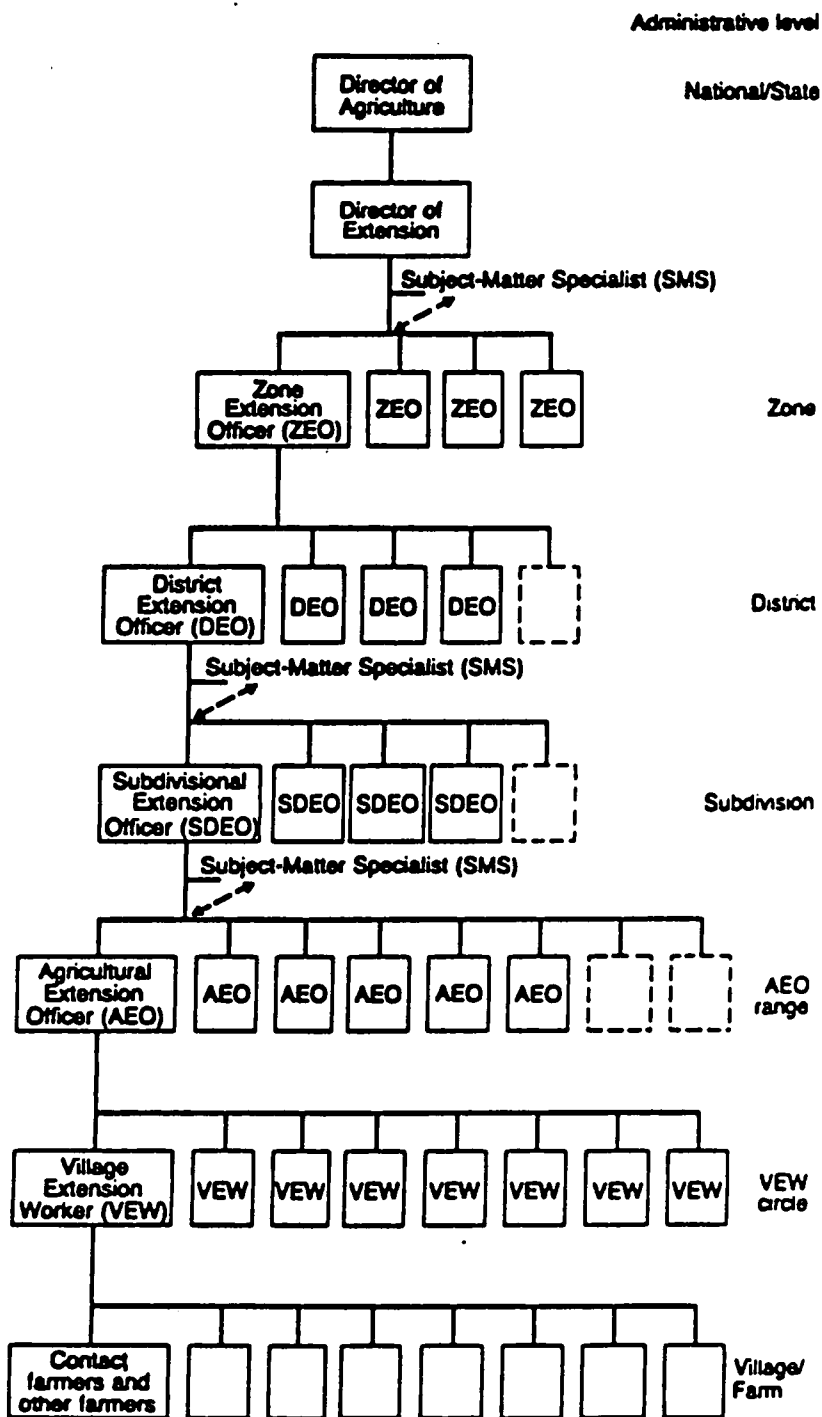 Administrative level
Director of
Agriculture
National/State
Director of
Extension
Subject-Matter Specialist (SMS)
Zone
Extension
Officer (ZEO)
ZEO
ZEO
ZEO
Zone
District
Extension
Officer (DEO)
DEO
DEO
DEO
District
Subject-Matter Specialist (SMS)
Subdivisional
Extension
Officer (SDEO)
SDEO
SDEO
SDEO
Subdivision
Subject-Matter Specialist (SMS)
Agricultural
Extension
Officer (AEO)
AEO
AEO
AEO
AEO
AEO
AEO
range
Village
Extension
Worker (VEW)
VEW
VEW
VEW
VEW
VEW
VEW
VEW
VEW
circle
Contact
farmers and
other farmers
Village/
Farm